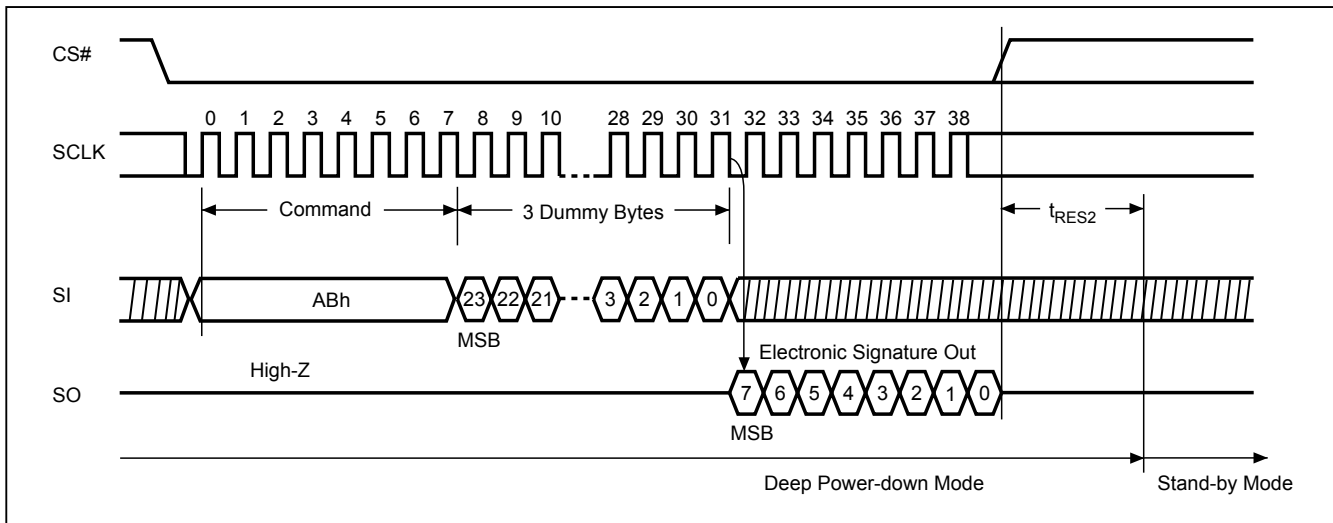 CS#
0 1 2 3 4 5 6 7 8 9 10 28 29 30 31 32 33 34 35 36 37 38
SCLK
Command
3 Dummy Bytes
tRES2
SI
ABh
23 22 21 3 2 1 0
MSB
Electronic Signature Out
High-Z
SO
7 6 5 4 3 2 1 0
MSB
Deep Power-down Mode
Stand-by Mode